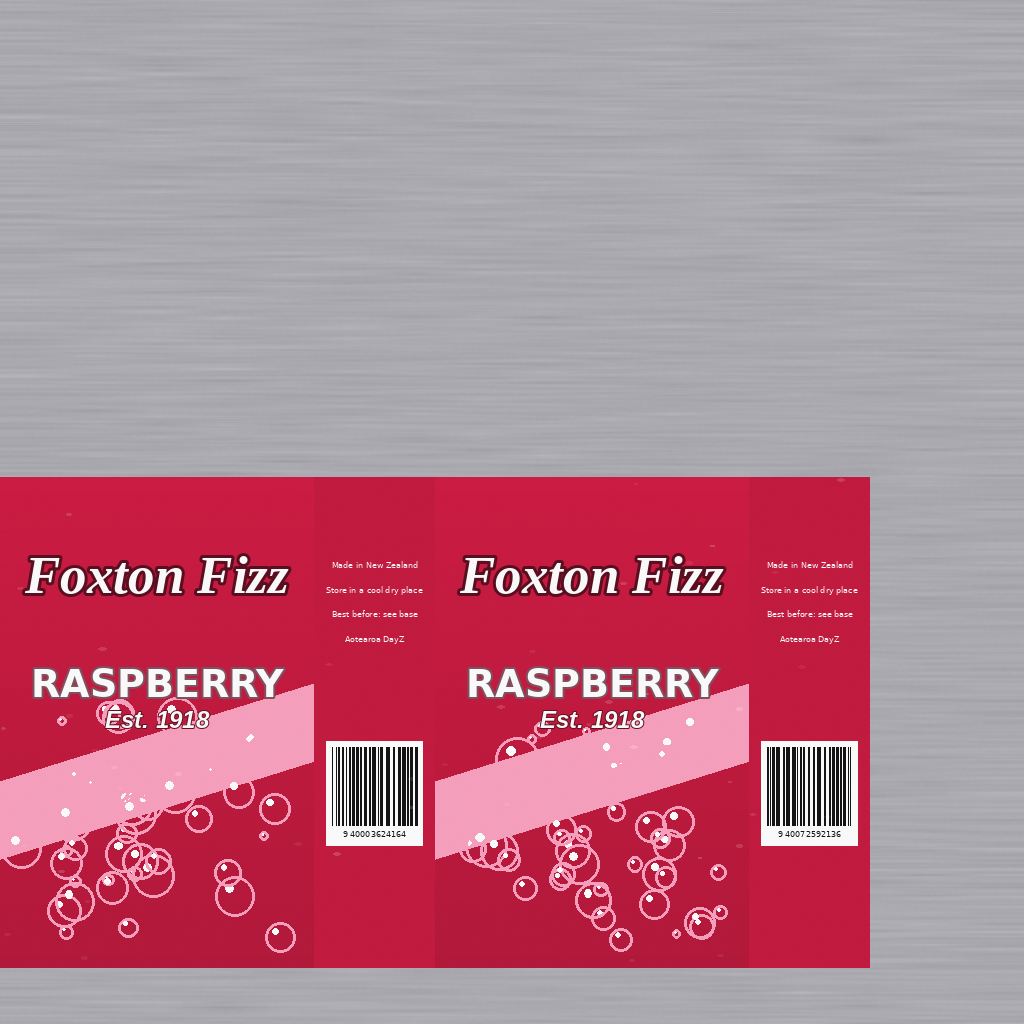 Foxton Fizz
RASPBERRY
Est. 1918
Made in New Zealand
Store in a cool dry place
Best before: see base
Aotearoa DayZ
9 40003624164
Foxton Fizz
RASPBERRY
Est. 1918
Made in New Zealand
Store in a cool dry place
Best before: see base
Aotearoa DayZ
9 40072592136